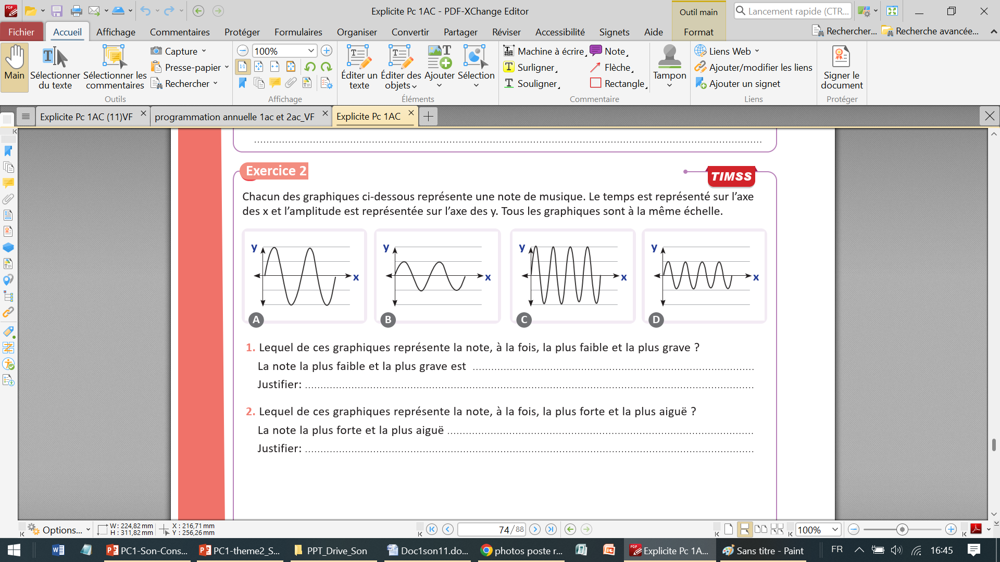 Explicite Pc 1AC - PDF-XChange Editor
Outil main
Lancement rapide (CTR...
Fichier
Accueil
Affichage
Commentaires
Protéger
Formulaires
Organiser
Convertir
Partager
Réviser
Accessibilité
Signets
Aide
Format
Rechercher...
Recherche avancée...
Main
Sélectionner du texte
Sélectionner les commentaires
Capture
Presse-papier
Rechercher
Outils
100%
Affichage
Éditer un texte
Éditer des objets
Ajouter
Sélection
Éléments
Machine à écrire
Surligner
Souligner
Note
Flèche
Rectangle
Commentaire
Tampon
Liens Web
Ajouter/modifier les liens
Ajouter un signet
Liens
Signer le document
Protéger
Explicite Pc 1AC (11)VF
programmation annuelle 1ac et 2ac_VF
Explicite Pc 1AC
Exercice 2
TIMSS
Chacun des graphiques ci-dessous représente une note de musique. Le temps est représenté sur l’axe
des x et l’amplitude est représentée sur l’axe des y. Tous les graphiques sont à la même échelle.
y
x
A
y
x
B
y
x
C
y
x
D
1. Lequel de ces graphiques représente la note, à la fois, la plus faible et la plus grave ?
La note la plus faible et la plus grave est
Justifier:
2. Lequel de ces graphiques représente la note, à la fois, la plus forte et la plus aiguë ?
La note la plus forte et la plus aiguë
Justifier:
Options...
W : 224,82 mm
H : 311,82 mm
X : 216,71 mm
Y : 256,26 mm
74/88
100%
PC1-Son-Cons...
PC1-theme2_S...
PPT_Drive_Son
Doc1son11.do...
photos poste r...
Explicite Pc 1A...
Sans titre - Paint
FR
16:45